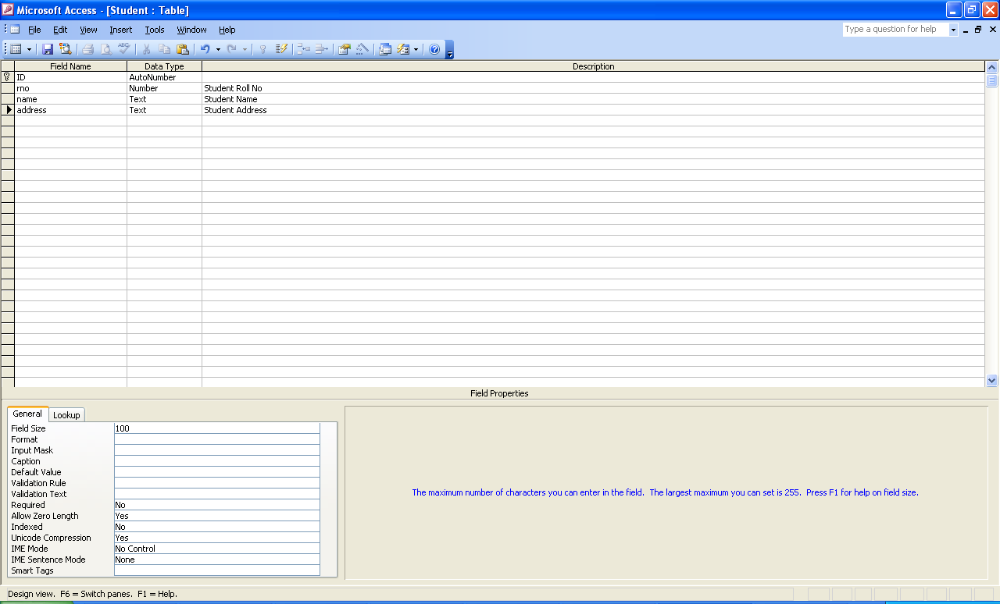 Microsoft Access - [Student : Table]
File Edit View Insert Tools Window Help
Type a question for help
Field Name Data Type Description
ID AutoNumber
rno Number Student Roll No
name Text Student Name
address Text Student Address
Field Properties
General Lookup
Field Size 100
Format
Input Mask
Caption
Default Value
Validation Rule
Validation Text
Required No
Allow Zero Length Yes
Indexed No
Unicode Compression Yes
IME Mode No Control
IME Sentence Mode None
Smart Tags
The maximum number of characters you can enter in the field. The largest maximum you can set is 255. Press F1 for help on field size.
Design view. F6 = Switch panes. F1 = Help.